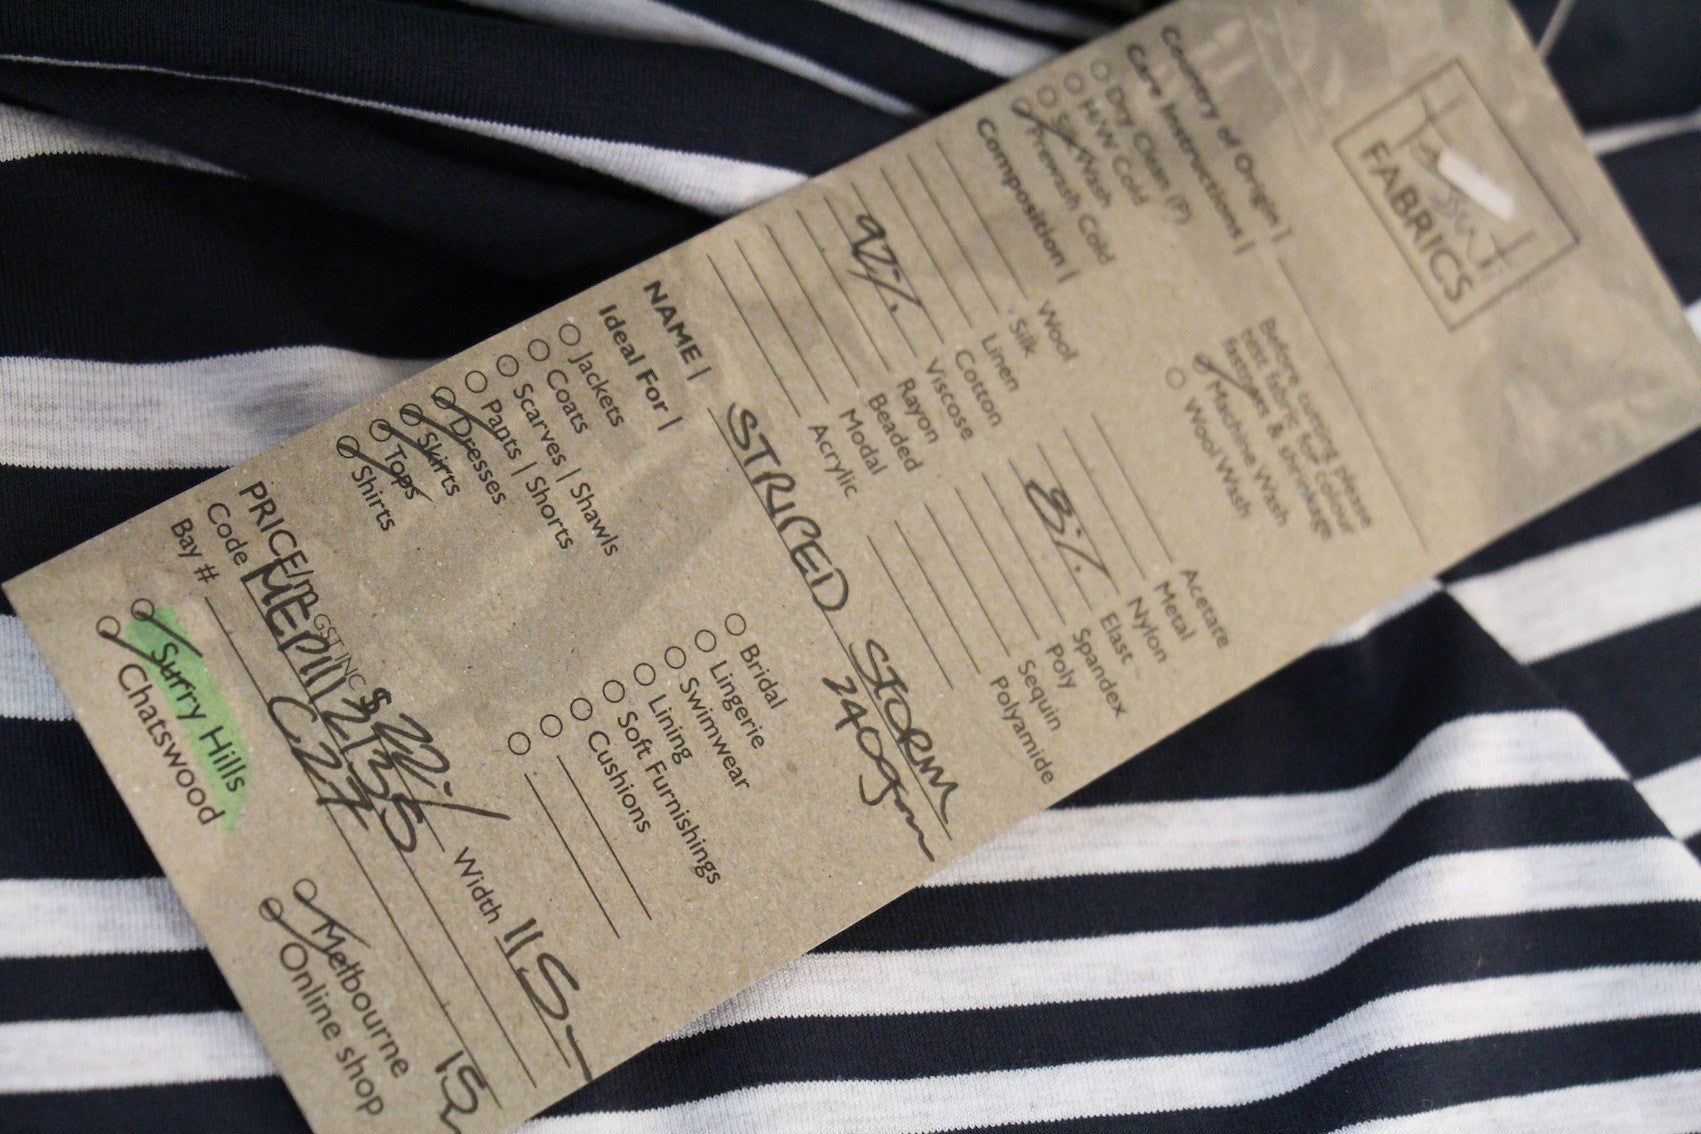 Tessuti
FABRICS
Country of Origin |
Care Instructions |
Dry Clean (P)
H/W Cold
Silk Wash
Prewash Cold
Before cutting please
test fabric for colour
fastness & shrinkage
Machine Wash
Wool Wash
Composition |
Wool
Silk
Linen
Cotton
92% Viscose
Rayon
Beaded
Modal
Acrylic
Acetate
Metal
Nylon
Elast
8% Spandex
Poly
Sequin
Polyamide
NAME | STRIPED STORM
240gm
Ideal For |
Jackets
Coats
Scarves | Shawls
Pants | Shorts
Dresses
Skirts
Tops
Shirts
Bridal
Lingerie
Swimwear
Lining
Soft Furnishings
Cushions
PRICE/m GST INC $
Width 115
Code
Bay # C27 15
Surry Hills
Chatswood
Melbourne
Online shop